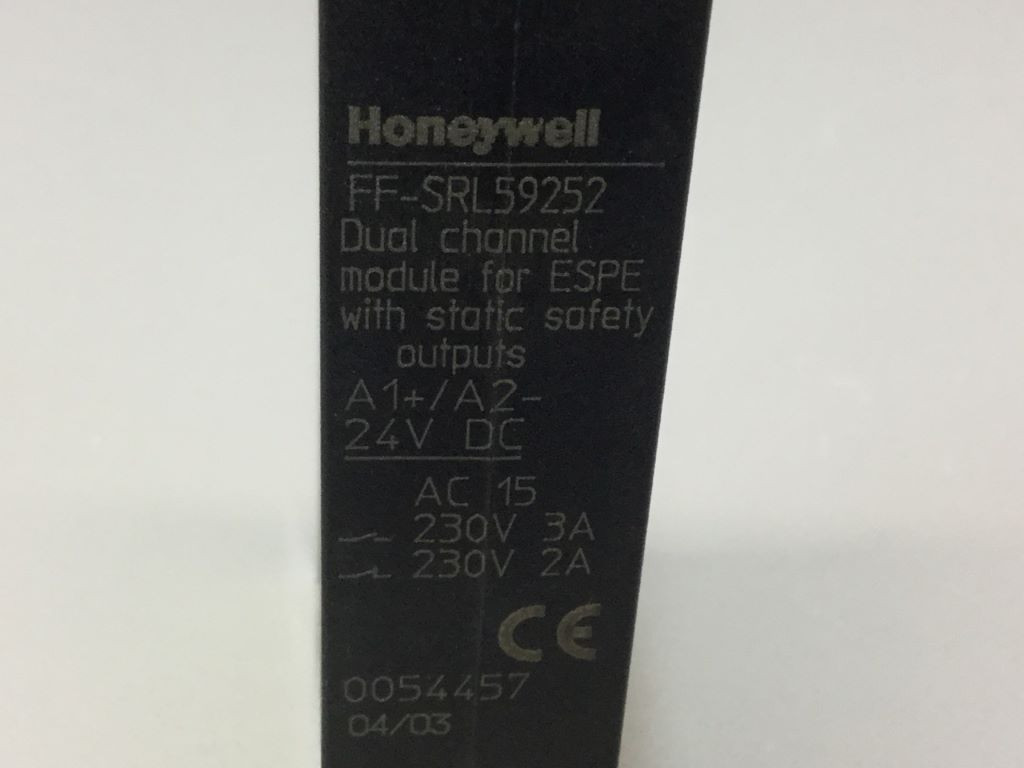 Honeywell
FF-SRL59252
Dual channel
module for ESPE
with static safety
outputs
A1+/A2-
24V DC
AC 15
230V 3A
230V 2A
CE
0054457
04/03